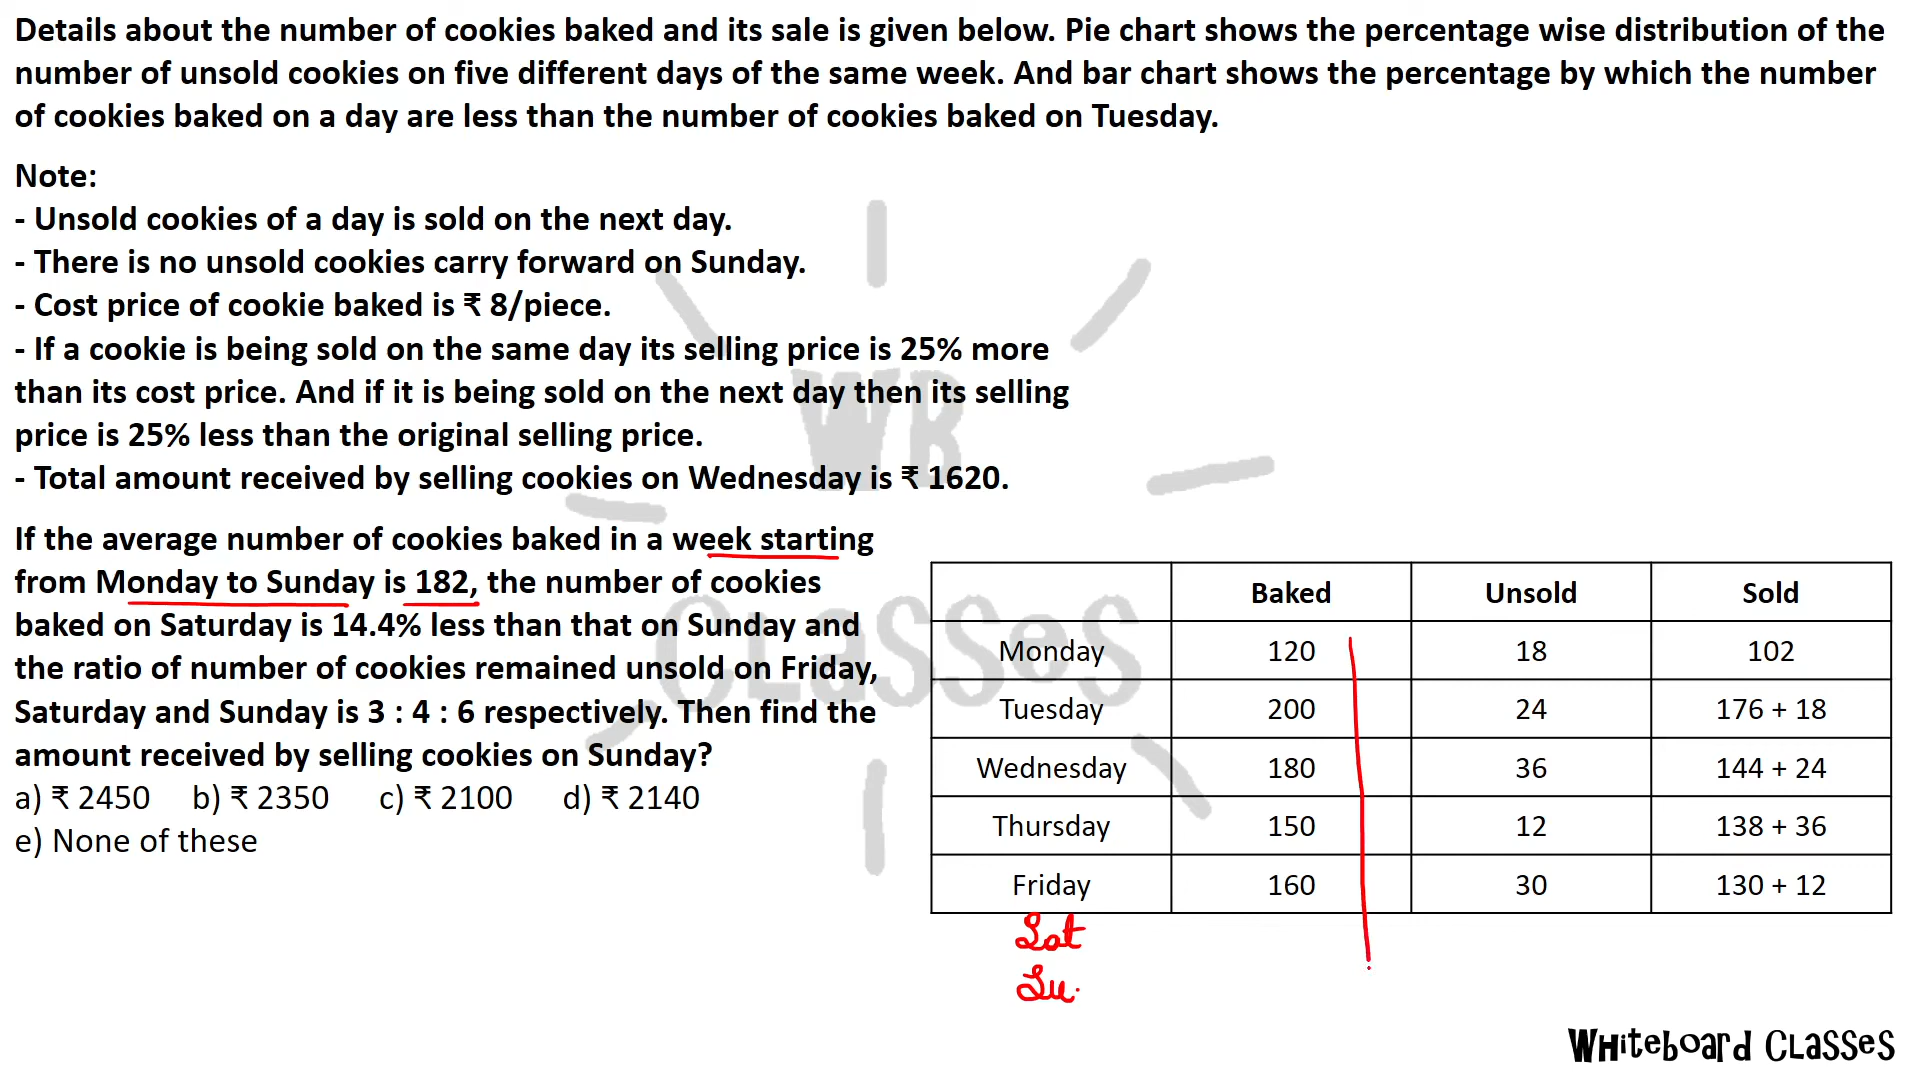 Details about the number of cookies baked and its sale is given below. Pie chart shows the percentage wise distribution of the
number of unsold cookies on five different days of the same week. And bar chart shows the percentage by which the number
of cookies baked on a day are less than the number of cookies baked on Tuesday.
Note:
- Unsold cookies of a day is sold on the next day.
- There is no unsold cookies carry forward on Sunday.
- Cost price of cookie baked is ₹ 8/piece.
- If a cookie is being sold on the same day its selling price is 25% more
than its cost price. And if it is being sold on the next day then its selling
price is 25% less than the original selling price.
- Total amount received by selling cookies on Wednesday is ₹ 1620.
If the average number of cookies baked in a week starting
from Monday to Sunday is 182, the number of cookies
baked on Saturday is 14.4% less than that on Sunday and
the ratio of number of cookies remained unsold on Friday,
Saturday and Sunday is 3 : 4 : 6 respectively. Then find the
amount received by selling cookies on Sunday?
a) ₹ 2450 b) ₹ 2350 c) ₹ 2100 d) ₹ 2140
e) None of these
Baked Unsold Sold
Monday 120 18 102
Tuesday 200 24 176 + 18
Wednesday 180 36 144 + 24
Thursday 150 12 138 + 36
Friday 160 30 130 + 12
Sat
Su.
WB
CLaSSeS
WHiteboard CLaSSeS